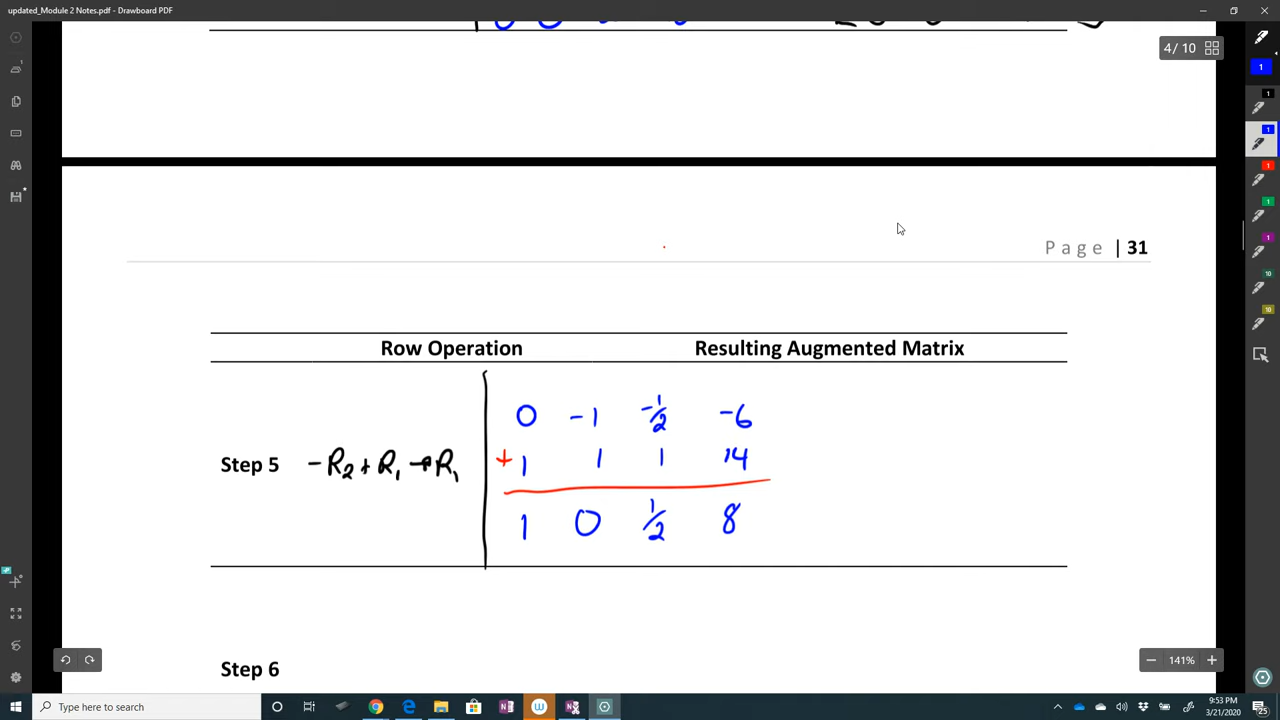 updated_Module 2 Notes.pdf - Drawboard PDF
4 / 10
Page | 31
Row Operation Resulting Augmented Matrix
0 -1 -1/2 -6
Step 5 -R2 + R1 → R1 + 1 1 1 14
1 0 1/2 8
Step 6
141%
Type here to search
9:53 PM
3/21/2020